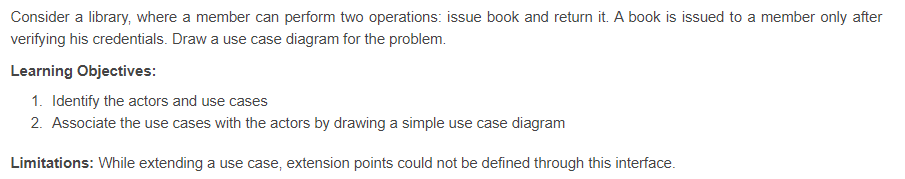 Consider a library, where a member can perform two operations: issue book and return it. A book is issued to a member only after
verifying his credentials. Draw a use case diagram for the problem.
Learning Objectives:
1. Identify the actors and use cases
2. Associate the use cases with the actors by drawing a simple use case diagram
Limitations: While extending a use case, extension points could not be defined through this interface.